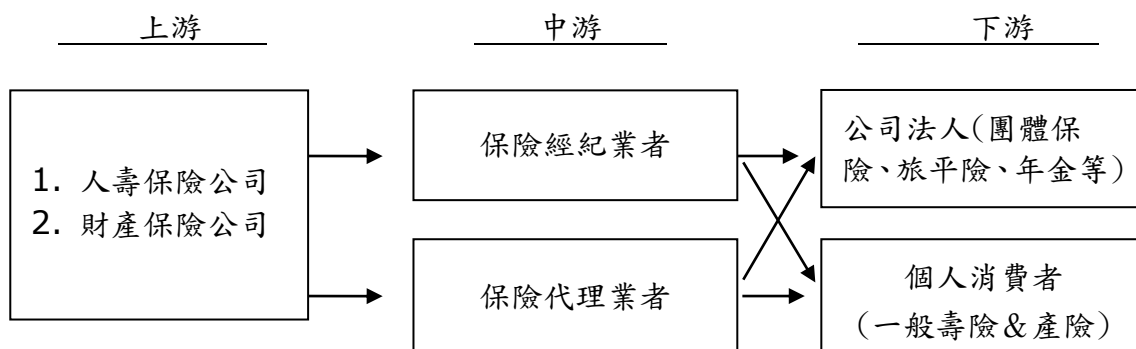 上游
中游
下游
1. 人壽保險公司
2. 財產保險公司
保險經紀業者
保險代理業者
公司法人(團體保
險、旅平險、年金等)
個人消費者
(一般壽險&產險)